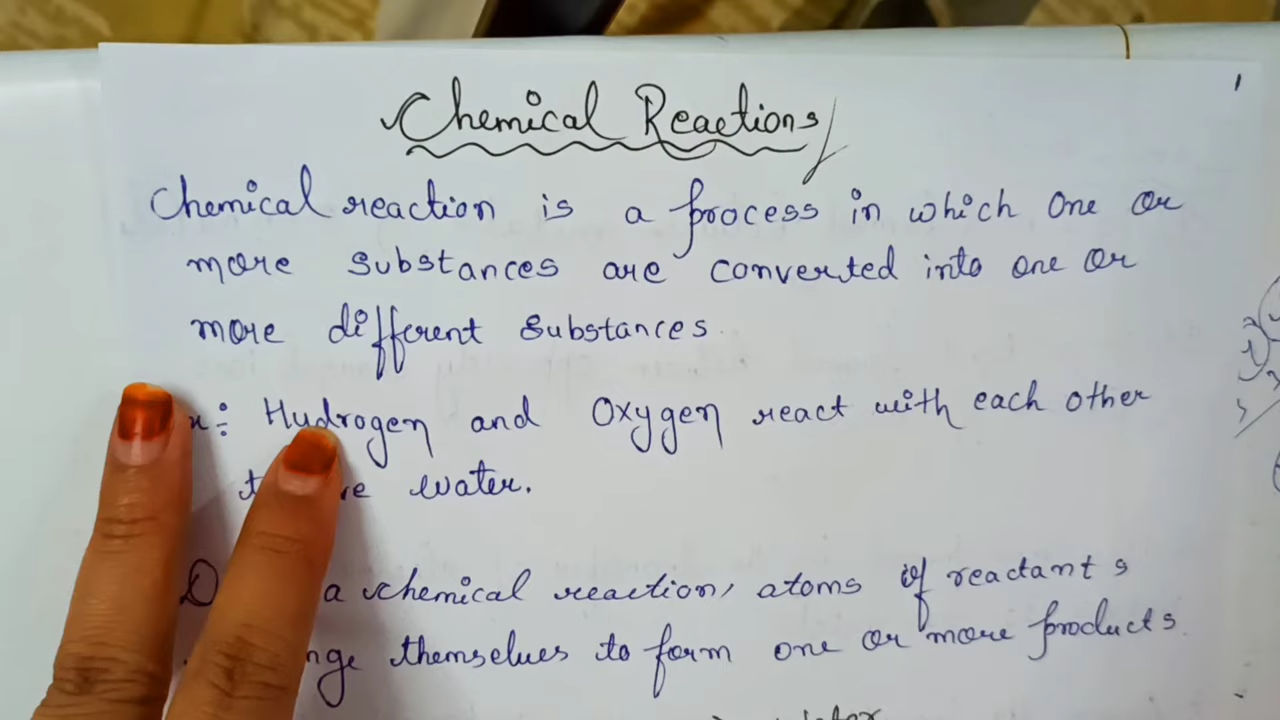 Chemical Reactions
1
Chemical reaction is a process in which one or
more substances are converted into one or
more different substances.
Hydrogen and Oxygen react with each other
water.
a chemical reaction, atoms of reactants
themselves to form one or more products